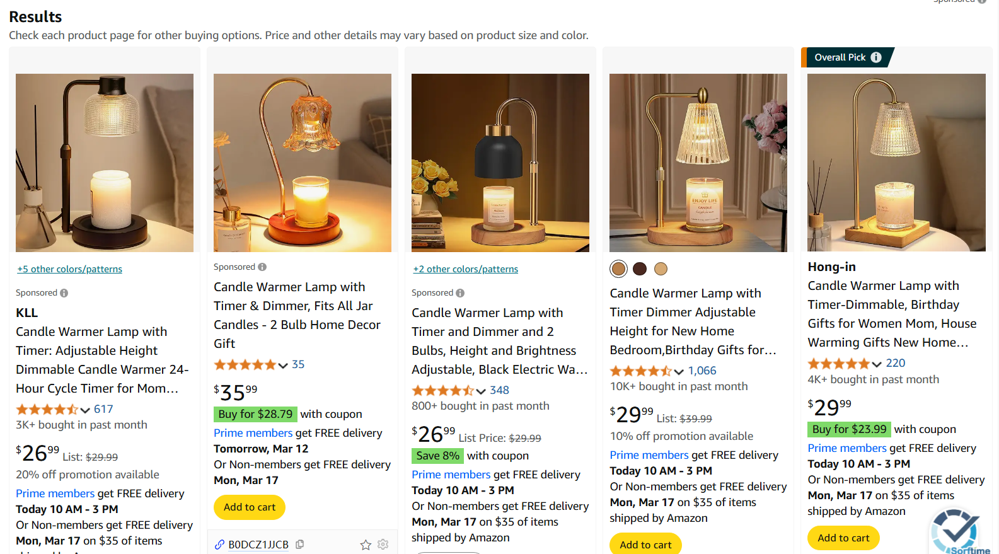 Sponsored
Results
Check each product page for other buying options. Price and other details may vary based on product size and color.
+5 other colors/patterns
Sponsored
KLL
Candle Warmer Lamp with
Timer: Adjustable Height
Dimmable Candle Warmer 24-
Hour Cycle Timer for Mom…
617
3K+ bought in past month
$26 99 List: $29.99
20% off promotion available
Prime members get FREE delivery
Today 10 AM - 3 PM
Or Non-members get FREE delivery
Mon, Mar 17 on $35 of items
Sponsored
Candle Warmer Lamp with
Timer & Dimmer, Fits All Jar
Candles - 2 Bulb Home Decor
Gift
35
$35 99
Buy for $28.79 with coupon
Prime members get FREE delivery
Tomorrow, Mar 12
Or Non-members get FREE delivery
Mon, Mar 17
Add to cart
B0DCZ1JJCB
+2 other colors/patterns
Sponsored
Candle Warmer Lamp with
Timer and Dimmer and 2
Bulbs, Height and Brightness
Adjustable, Black Electric Wa…
348
800+ bought in past month
$26 99 List Price: $29.99
Save 8% with coupon
Prime members get FREE delivery
Today 10 AM - 3 PM
Or Non-members get FREE delivery
Mon, Mar 17 on $35 of items
shipped by Amazon
ENJOY LIFE
CANDLE
Candle Warmer Lamp with
Timer Dimmer Adjustable
Height for New Home
Bedroom,Birthday Gifts for…
1,066
10K+ bought in past month
$29 99 List: $39.99
10% off promotion available
Prime members get FREE delivery
Today 10 AM - 3 PM
Or Non-members get FREE delivery
Mon, Mar 17 on $35 of items
shipped by Amazon
Add to cart
Overall Pick
Hong-in
Candle Warmer Lamp with
Timer-Dimmable, Birthday
Gifts for Women Mom, House
Warming Gifts New Home…
220
4K+ bought in past month
$29 99
Buy for $23.99 with coupon
Prime members get FREE delivery
Today 10 AM - 3 PM
Or Non-members get FREE delivery
Mon, Mar 17 on $35 of items
shipped by Amazon
Add to cart
Sorftime